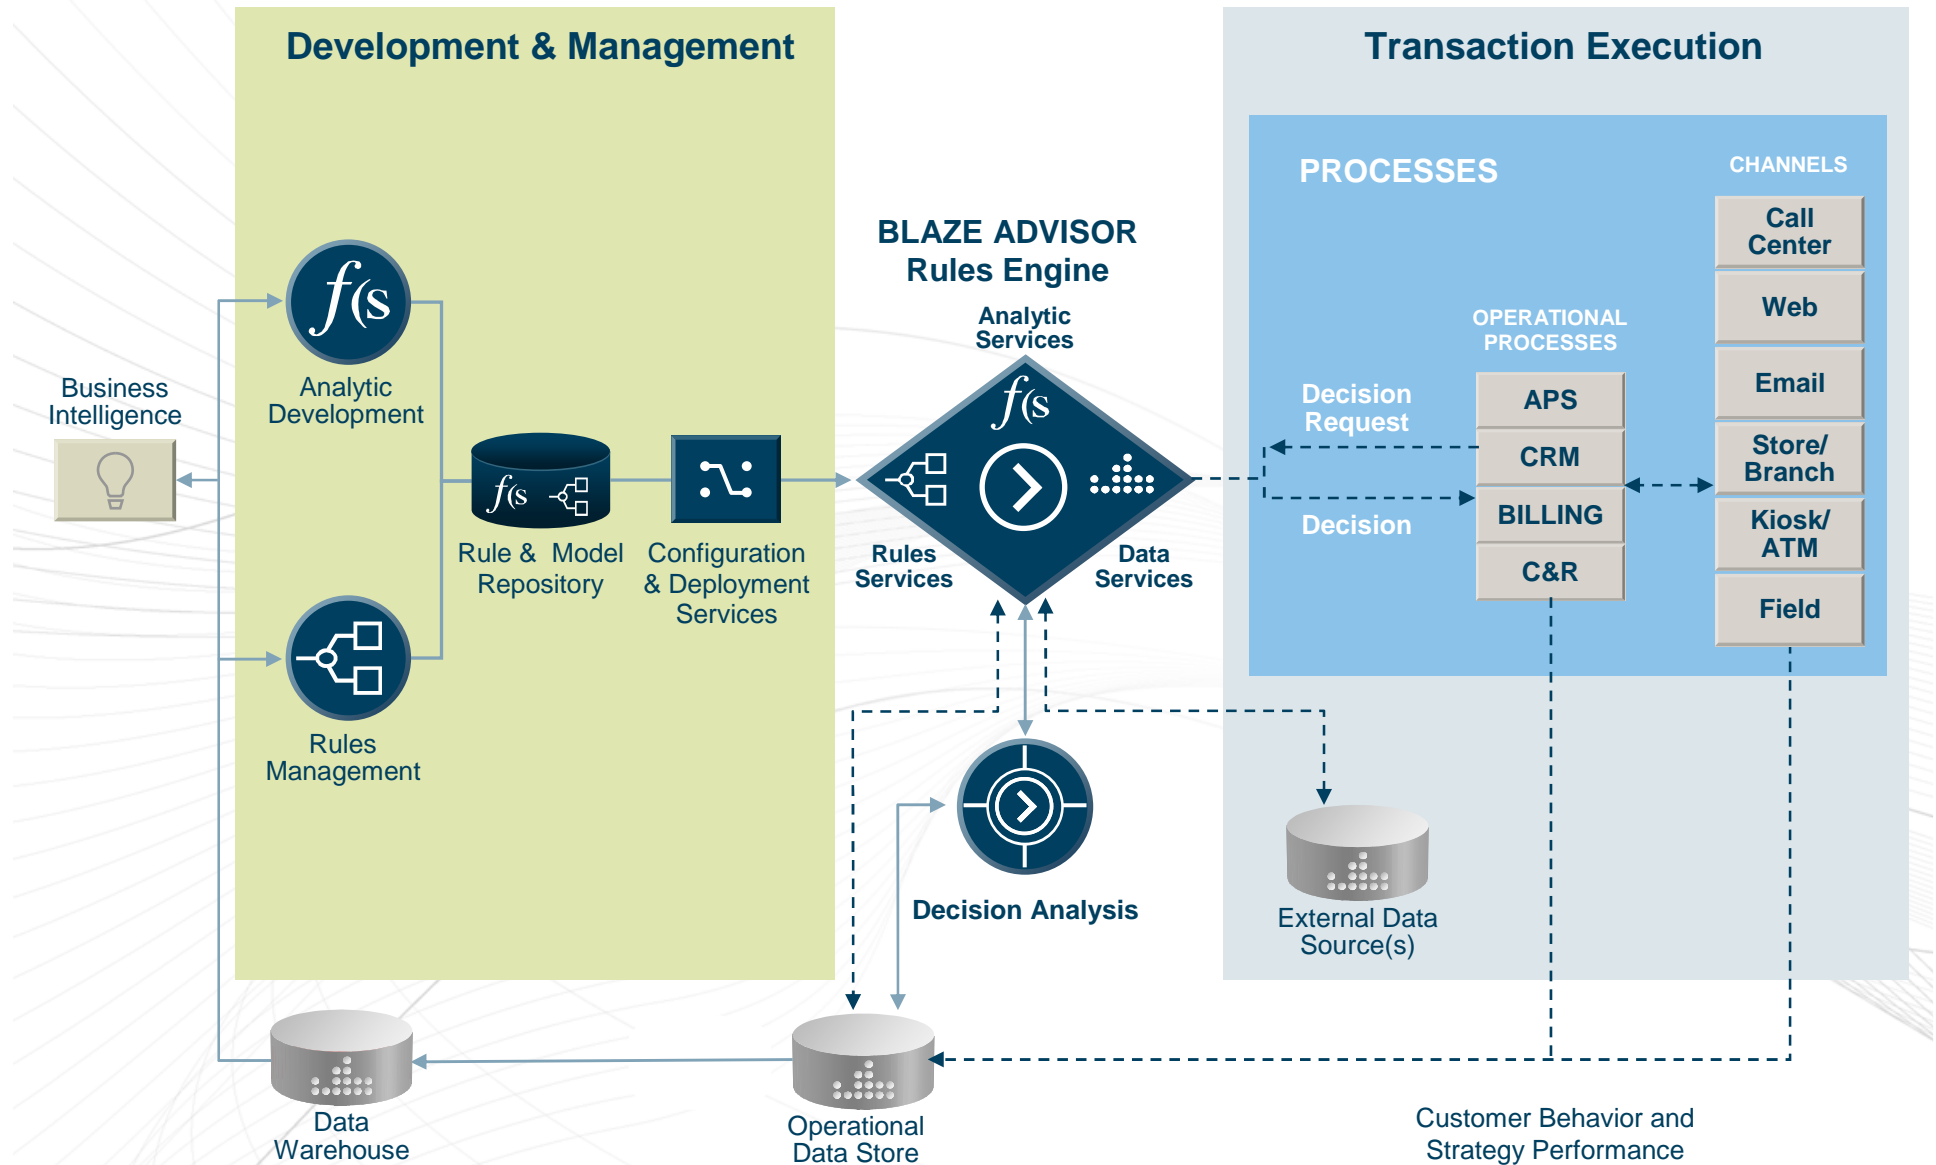 Development & Management
Transaction Execution
PROCESSES
CHANNELS
Call
Center
Web
Email
Store/
Branch
Kiosk/
ATM
Field
OPERATIONAL
PROCESSES
APS
CRM
BILLING
C&R
Decision
Request
Decision
BLAZE ADVISOR
Rules Engine
Analytic
Services
f(s
Rules
Services
Data
Services
Business
Intelligence
f(s
Analytic
Development
f(s
Rule & Model
Repository
Configuration
& Deployment
Services
Rules
Management
Decision Analysis
External Data
Source(s)
Data
Warehouse
Operational
Data Store
Customer Behavior and
Strategy Performance